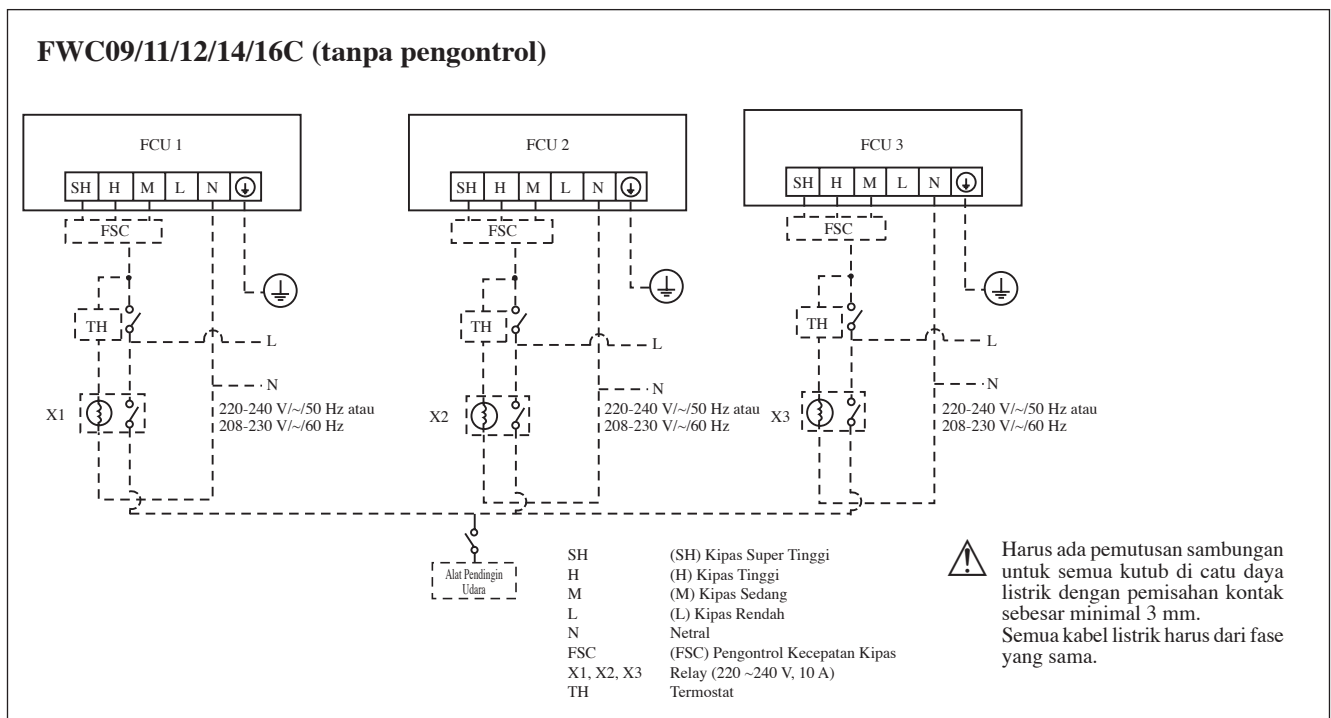 FWC09/11/12/14/16C (tanpa pengontrol)
FCU 1
SH H M L N
FSC
TH
L
N
X1
220-240 V/~/50 Hz atau
208-230 V/~/60 Hz
FCU 2
SH H M L N
FSC
TH
L
N
X2
220-240 V/~/50 Hz atau
208-230 V/~/60 Hz
FCU 3
SH H M L N
FSC
TH
L
N
X3
220-240 V/~/50 Hz atau
208-230 V/~/60 Hz
Alat Pendingin
Udara
SH (SH) Kipas Super Tinggi
H (H) Kipas Tinggi
M (M) Kipas Sedang
L (L) Kipas Rendah
N Netral
FSC (FSC) Pengontrol Kecepatan Kipas
X1, X2, X3 Relay (220 ~240 V, 10 A)
TH Termostat
Harus ada pemutusan sambungan
untuk semua kutub di catu daya
listrik dengan pemisahan kontak
sebesar minimal 3 mm.
Semua kabel listrik harus dari fase
yang sama.